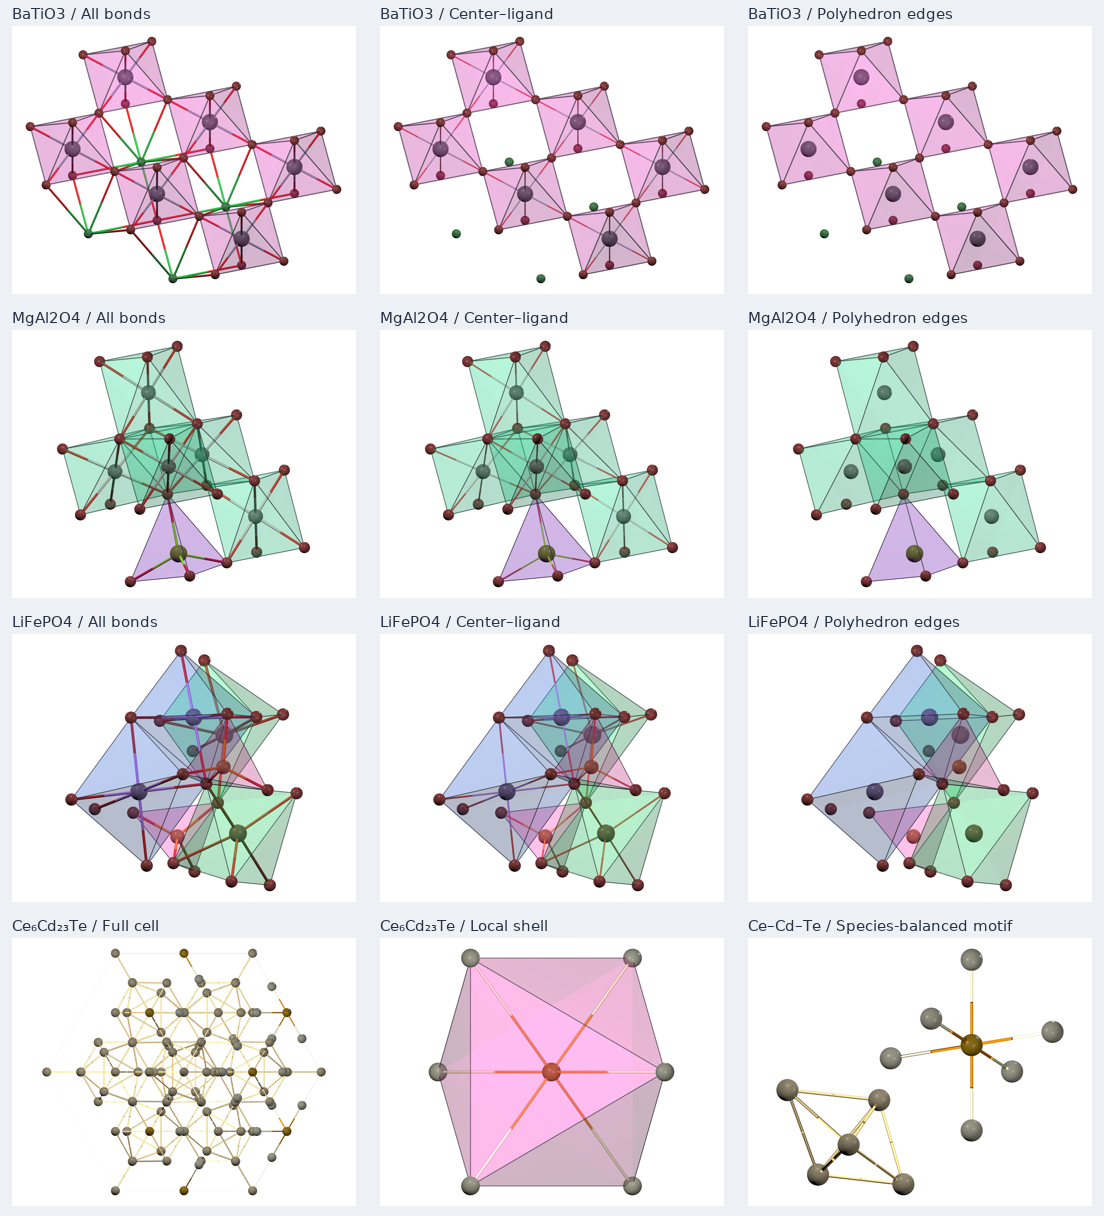 BaTiO3 / All bonds
BaTiO3 / Center–ligand
BaTiO3 / Polyhedron edges
MgAl2O4 / All bonds
MgAl2O4 / Center–ligand
MgAl2O4 / Polyhedron edges
LiFePO4 / All bonds
LiFePO4 / Center–ligand
LiFePO4 / Polyhedron edges
Ce₆Cd₂₃Te / Full cell
Ce₆Cd₂₃Te / Local shell
Ce–Cd–Te / Species-balanced motif